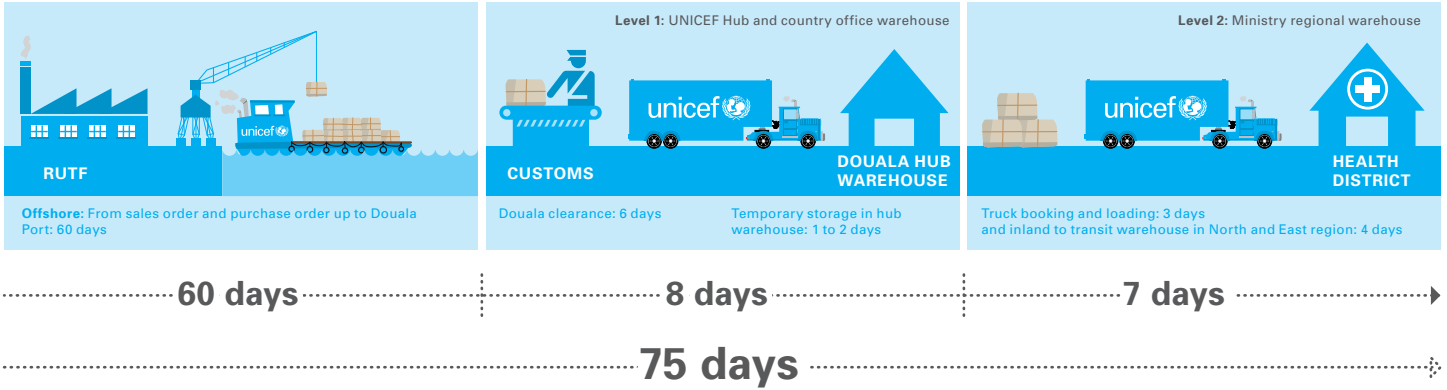 RUTF
unicef
Offshore: From sales order and purchase order up to Douala
Port: 60 days
Level 1: UNICEF Hub and country office warehouse
unicef
CUSTOMS
DOUALA HUB
WAREHOUSE
Douala clearance: 6 days
Temporary storage in hub
warehouse: 1 to 2 days
Level 2: Ministry regional warehouse
unicef
HEALTH
DISTRICT
Truck booking and loading: 3 days
and inland to transit warehouse in North and East region: 4 days
60 days
8 days
7 days
75 days